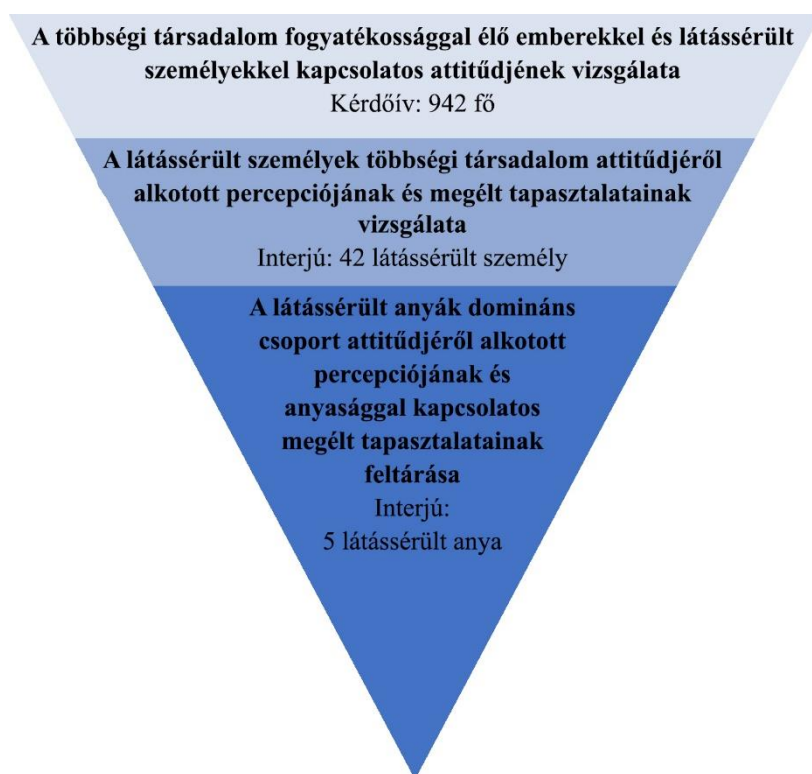 A többségi társadalom fogyatékossággal élő emberekkel és látássérült
személyekkel kapcsolatos attitűdjének vizsgálata
Kérdőív: 942 fő
A látássérült személyek többségi társadalom attitűdjéről
alkotott percepciójának és megélt tapasztalatainak
vizsgálata
Interjú: 42 látássérült személy
A látássérült anyák domináns
csoport attitűdjéről alkotott
percepciójának és
anyasággal kapcsolatos
megélt tapasztalatainak
feltárása
Interjú:
5 látássérült anya